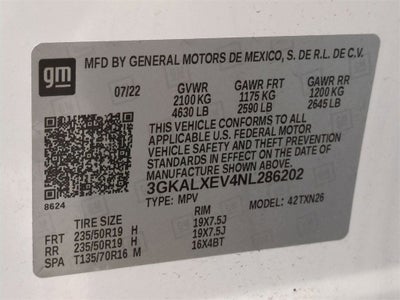 gm
MFD BY GENERAL MOTORS DE MEXICO, S. DE R.L. DE C.V.
07/22 GVWR GAWR FRT GAWR RR
2100 KG 1175 KG 1200 KG
4630 LB 2590 LB 2645 LB
THIS VEHICLE CONFORMS TO ALL
APPLICABLE U.S. FEDERAL MOTOR
VEHICLE SAFETY AND THEFT PREVENTION
STANDARDS IN EFFECT ON THE DATE OF
MANUFACTURE SHOWN ABOVE.
3GKALXEV4NL286202
TYPE: MPV MODEL: 42TXN26
8624
TIRE SIZE RIM
FRT 235/50R19 H 19X7.5J
RR 235/50R19 H 19X7.5J
SPA T135/70R16 M 16X4BT